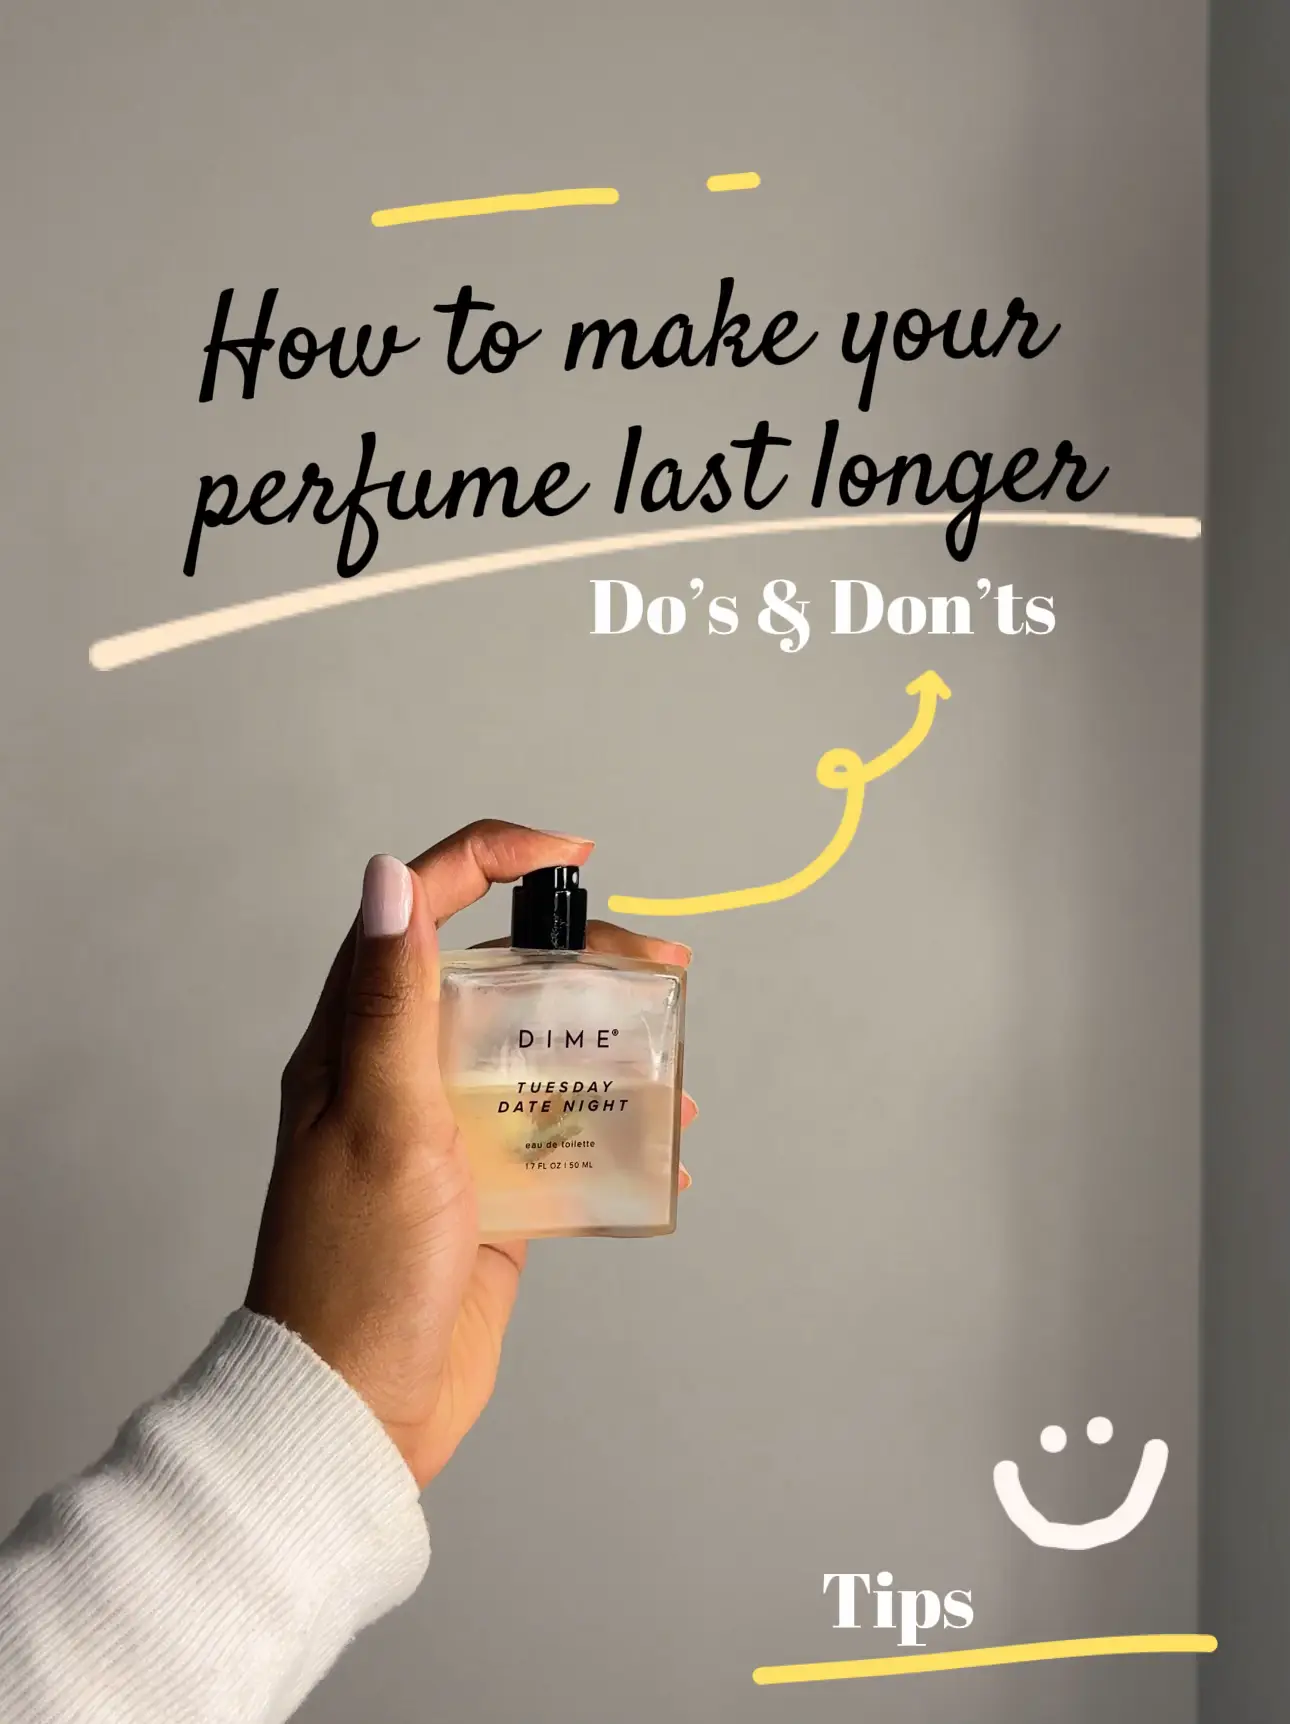 How to make your
perfume last longer
Do's & Don'ts
DIME®
TUESDAY
DATE NIGHT
eau de toilette
1.7 FL OZ | 50 ML
Tips